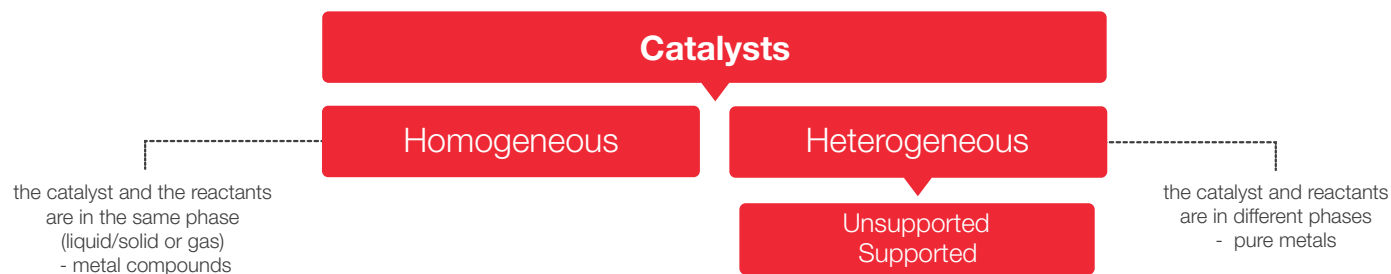 Catalysts
Homogeneous
Heterogeneous
the catalyst and the reactants
are in the same phase
(liquid/solid or gas)
- metal compounds
Unsupported
Supported
the catalyst and reactants
are in different phases
- pure metals